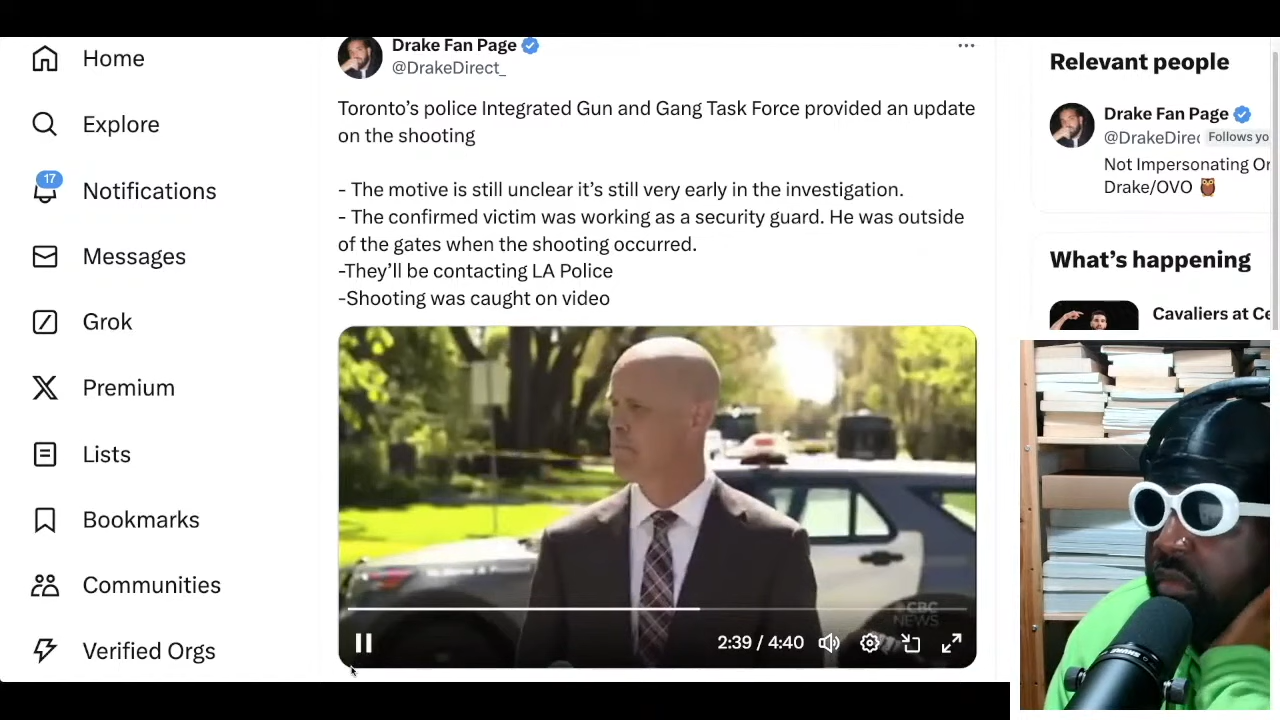 Home
Explore
17
Notifications
Messages
Grok
Premium
Lists
Bookmarks
Communities
Verified Orgs
Drake Fan Page
@DrakeDirect_
Toronto’s police Integrated Gun and Gang Task Force provided an update
on the shooting
- The motive is still unclear it’s still very early in the investigation.
- The confirmed victim was working as a security guard. He was outside
of the gates when the shooting occurred.
-They’ll be contacting LA Police
-Shooting was caught on video
CBC
NEWS
2:39 / 4:40
Relevant people
Drake Fan Page
@DrakeDirec Follows yo
Not Impersonating Or
Drake/OVO 🦉
What’s happening
Cavaliers at Ce